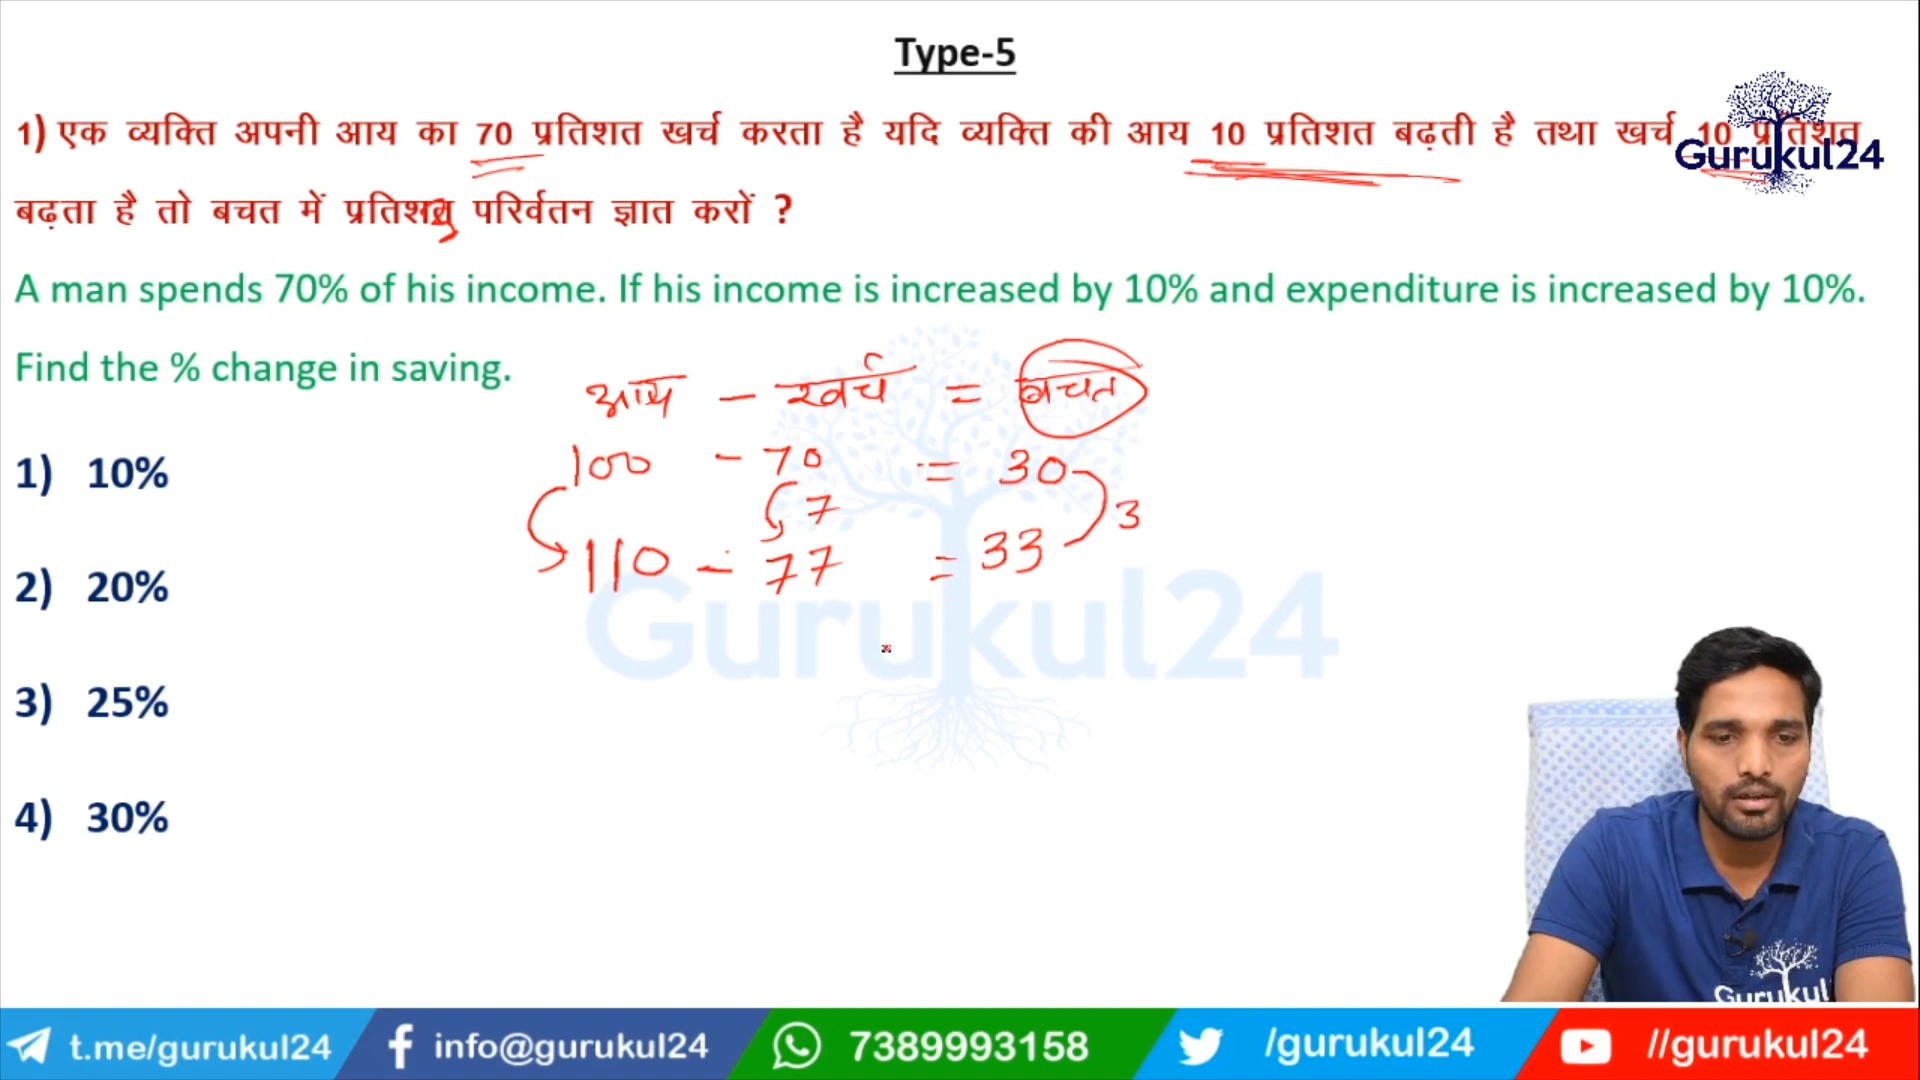 Type-5
1) एक व्यक्ति अपनी आय का 70 प्रतिशत खर्च करता है यदि व्यक्ति की आय 10 प्रतिशत बढ़ती है तथा खर्च 10 प्रतिशत
Gurukul24
बढ़ता है तो बचत में प्रतिशत परिर्वतन ज्ञात करों ?
A man spends 70% of his income. If his income is increased by 10% and expenditure is increased by 10%.
Find the % change in saving.
आय - खर्च = बचत
100 - 70 = 30
7
3
110 - 77 = 33
1) 10%
2) 20%
3) 25%
4) 30%
Gurukul24
Gurukul
t.me/gurukul24
info@gurukul24
7389993158
/gurukul24
//gurukul24